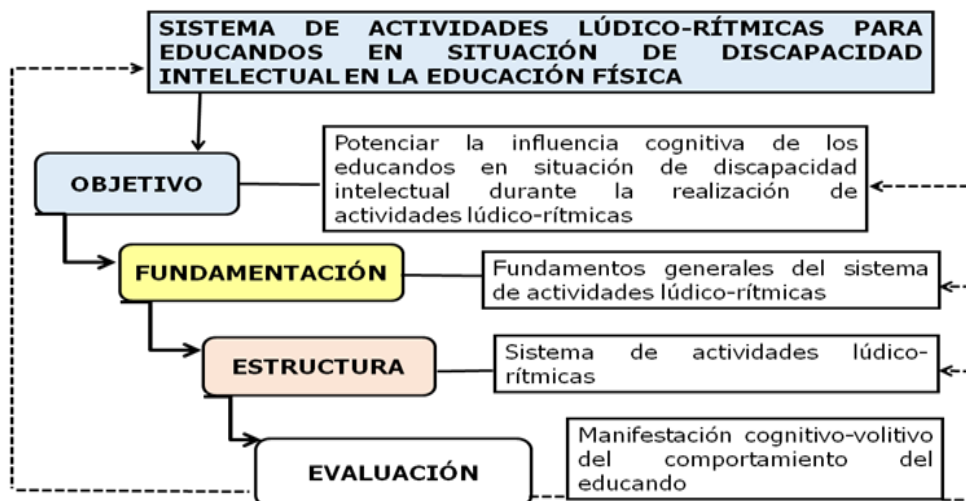 SISTEMA DE ACTIVIDADES LÚDICO-RÍTMICAS PARA
EDUCANDOS EN SITUACIÓN DE DISCAPACIDAD
INTELECTUAL EN LA EDUCACIÓN FÍSICA
OBJETIVO
Potenciar la influencia cognitiva de los
educandos en situación de discapacidad
intelectual durante la realización de
actividades lúdico-rítmicas
FUNDAMENTACIÓN
Fundamentos generales del sistema
de actividades lúdico-rítmicas
ESTRUCTURA
Sistema de actividades lúdico-
rítmicas
EVALUACIÓN
Manifestación cognitivo-volitivo
del comportamiento del
educando